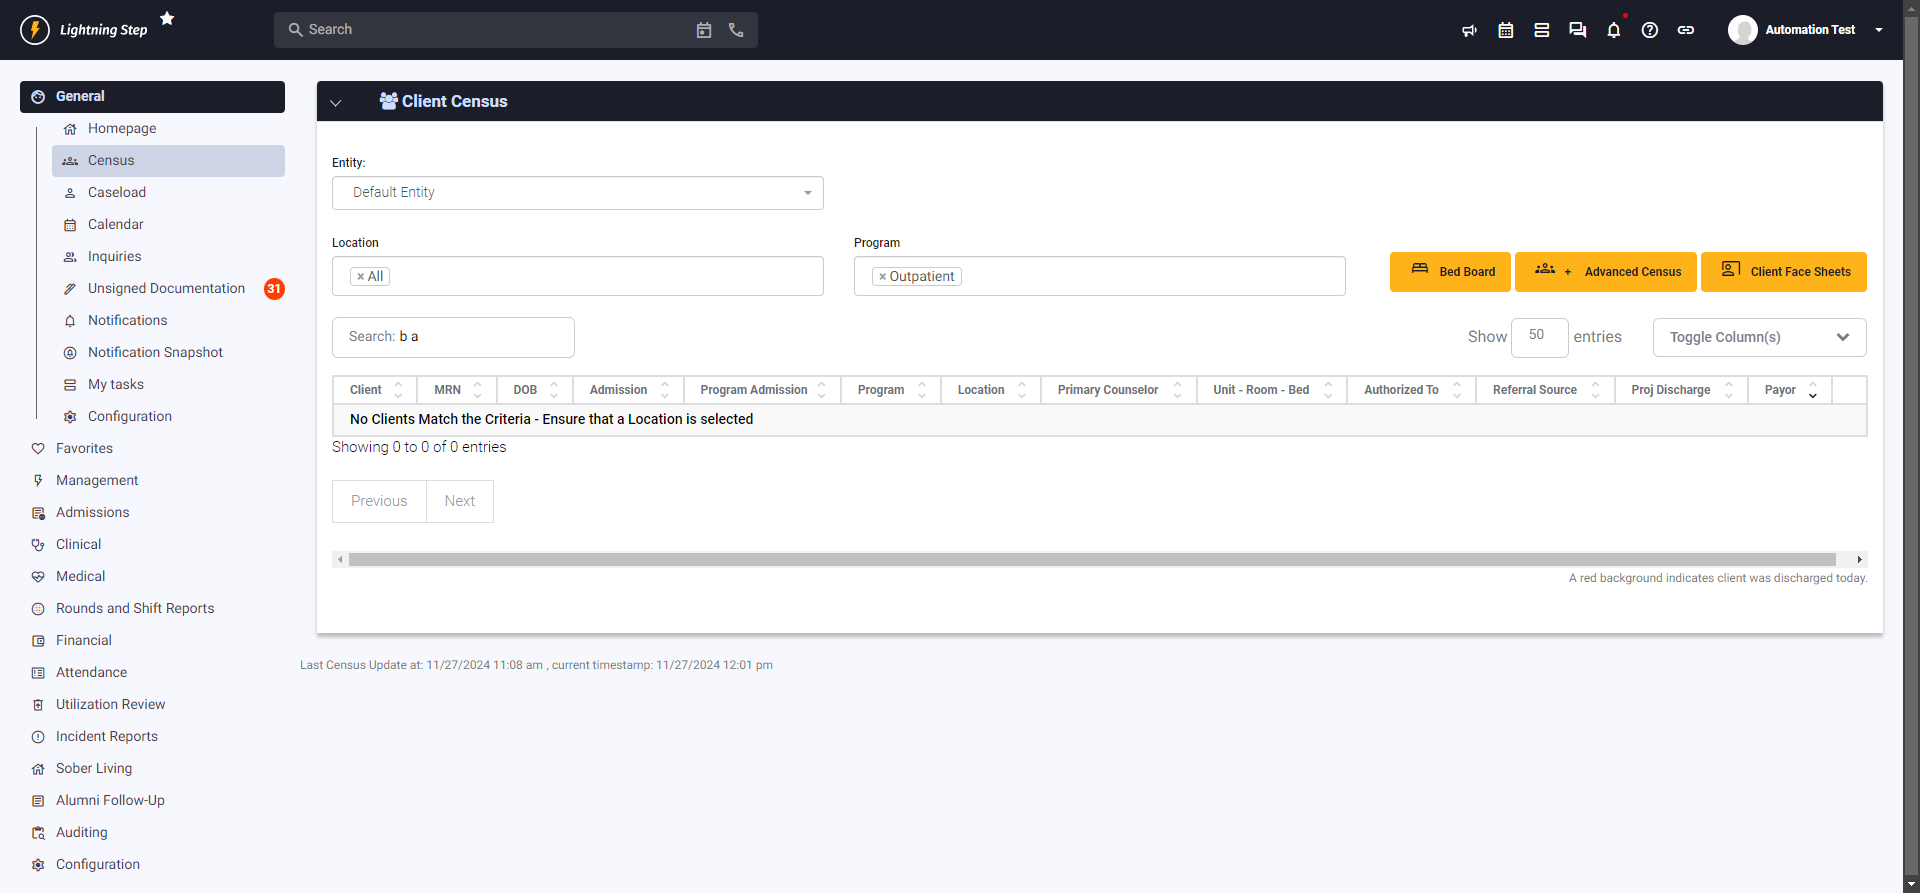 Lightning Step
Search
Automation Test
General
Homepage
Census
Caseload
Calendar
Inquiries
Unsigned Documentation 31
Notifications
Notification Snapshot
My tasks
Configuration
Favorites
Management
Admissions
Clinical
Medical
Rounds and Shift Reports
Financial
Attendance
Utilization Review
Incident Reports
Sober Living
Alumni Follow-Up
Auditing
Configuration
Client Census
Entity:
Default Entity
Location
Program
× All
× Outpatient
Bed Board
+ Advanced Census
Client Face Sheets
Search: b a
Show 50 entries
Toggle Column(s)
Client MRN DOB Admission Program Admission Program Location Primary Counselor Unit - Room - Bed Authorized To Referral Source Proj Discharge Payor
No Clients Match the Criteria - Ensure that a Location is selected
Showing 0 to 0 of 0 entries
Previous Next
A red background indicates client was discharged today.
Last Census Update at: 11/27/2024 11:08 am , current timestamp: 11/27/2024 12:01 pm